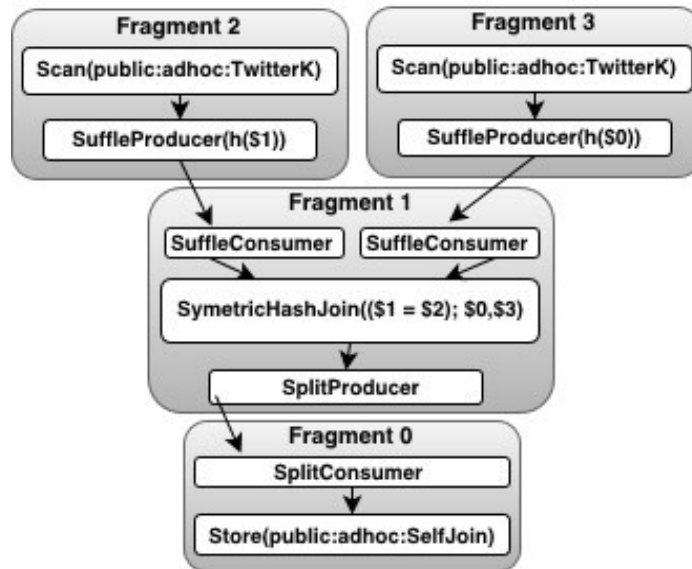 Fragment 2
Scan(public:adhoc:TwitterK)
SuffleProducer(h($1))
Fragment 3
Scan(public:adhoc:TwitterK)
SuffleProducer(h($0))
Fragment 1
SuffleConsumer
SuffleConsumer
SymetricHashJoin(($1 = $2); $0,$3)
SplitProducer
Fragment 0
SplitConsumer
Store(public:adhoc:SelfJoin)